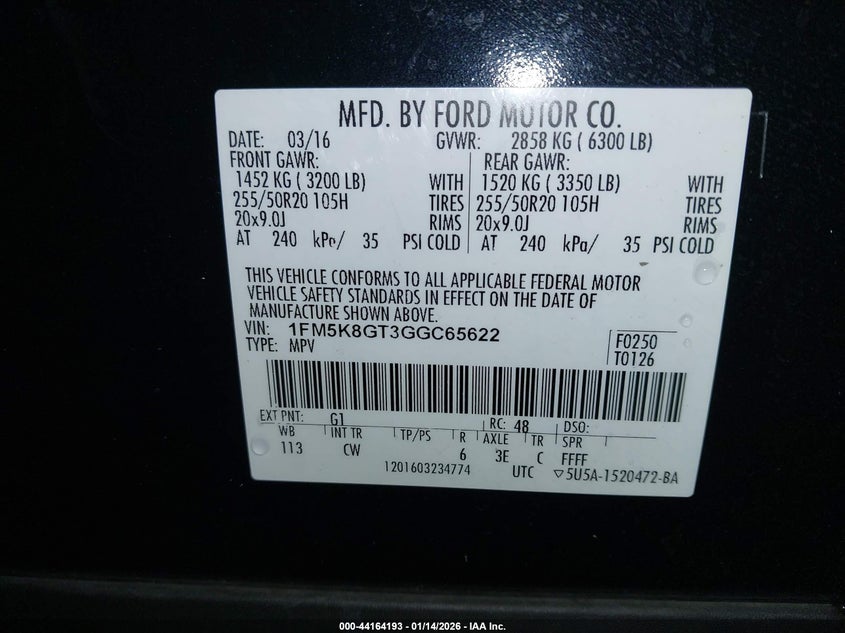 MFD. BY FORD MOTOR CO.
DATE: 03/16 GVWR: 2858 KG ( 6300 LB)
FRONT GAWR: REAR GAWR:
1452 KG ( 3200 LB) WITH 1520 KG ( 3350 LB) WITH
255/50R20 105H TIRES 255/50R20 105H TIRES
20x9.0J RIMS 20x9.0J RIMS
AT 240 kPa/ 35 PSI COLD AT 240 kPa/ 35 PSI COLD
THIS VEHICLE CONFORMS TO ALL APPLICABLE FEDERAL MOTOR
VEHICLE SAFETY STANDARDS IN EFFECT ON THE DATE OF
MANUFACTURE SHOWN ABOVE.
VIN: 1FM5K8GT3GGC65622 F0250
TYPE: MPV T0126
EXT PNT: G1 RC: 48 DSO:
WB INT TR TP/PS R AXLE TR SPR
113 CW 6 3E C FFFF
1201603234774 UTC ▽5U5A-1520472-BA
000-44164193 - 01/14/2026 - IAA Inc.